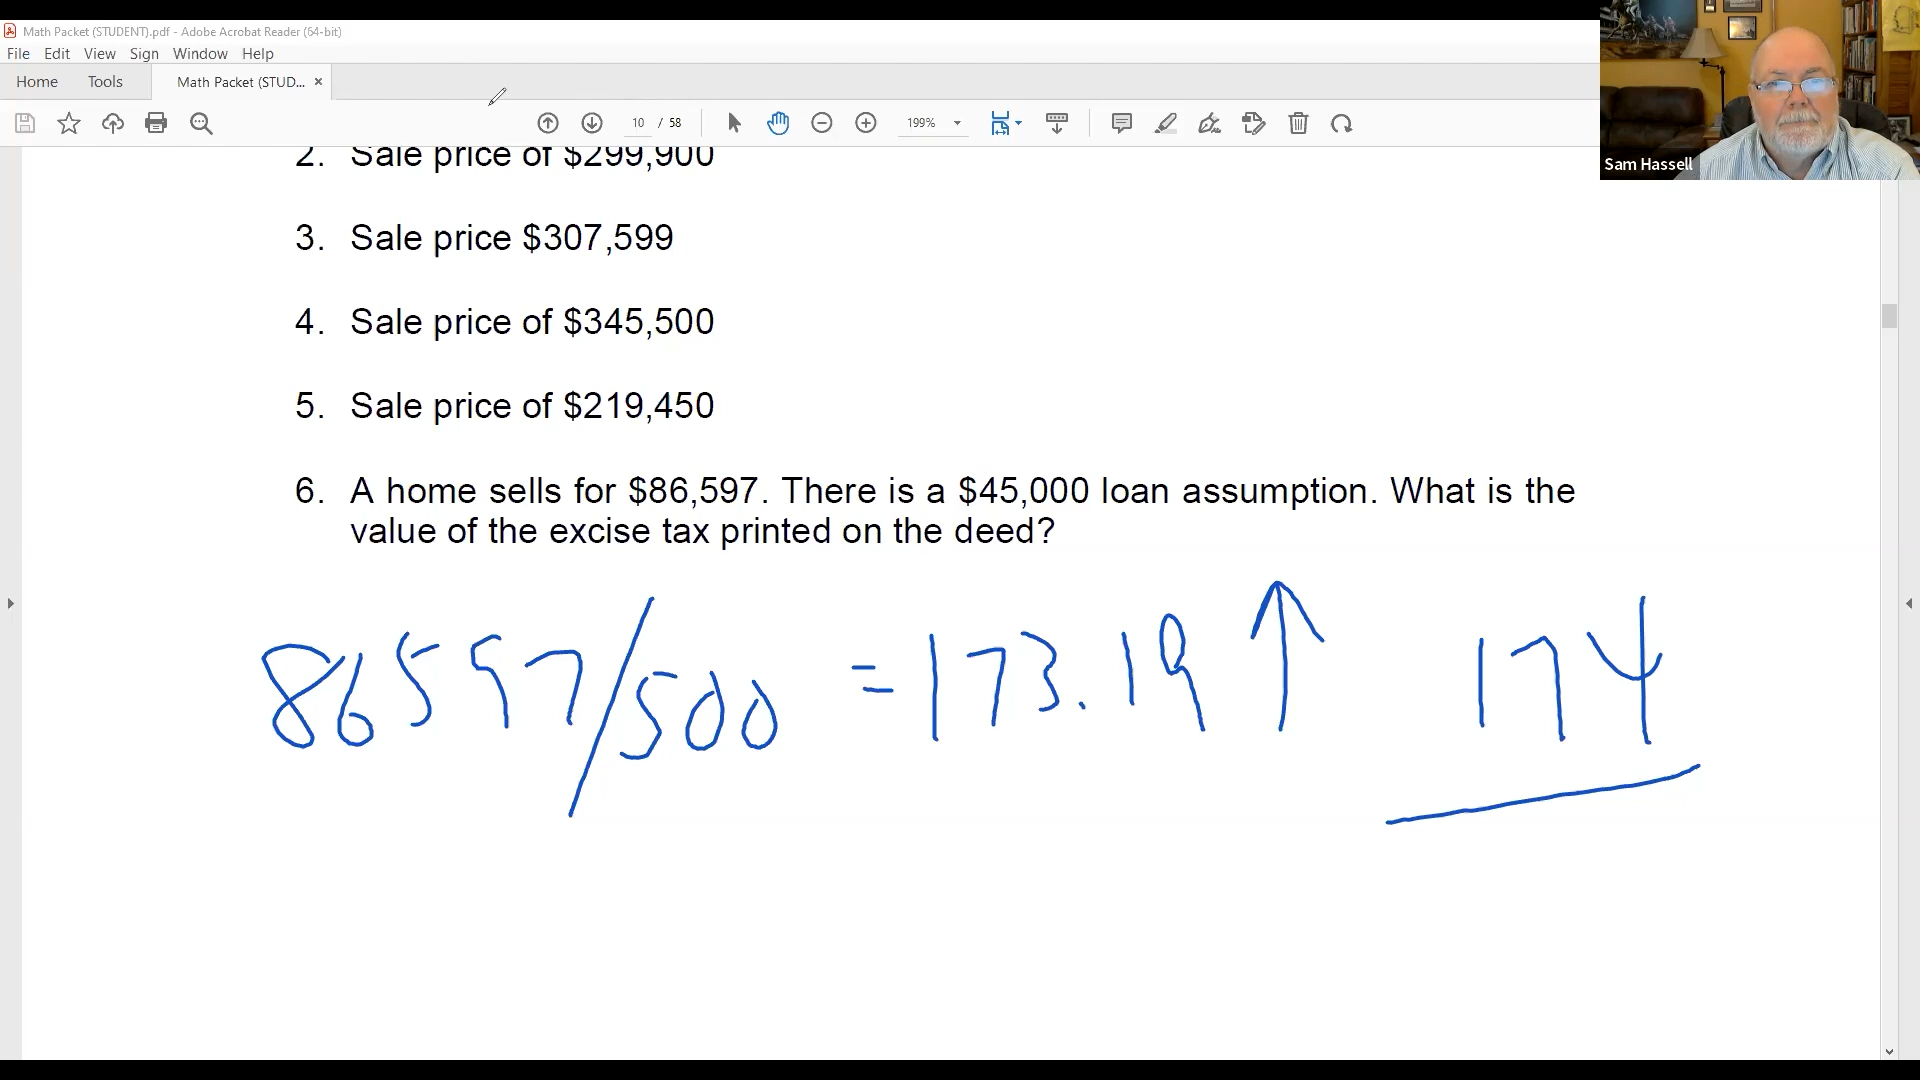 Math Packet (STUDENT).pdf - Adobe Acrobat Reader (64-bit)
File Edit View Sign Window Help
Home Tools Math Packet (STUD... ×
10 / 58 199%
Sam Hassell
2. Sale price of $299,900
3. Sale price $307,599
4. Sale price of $345,500
5. Sale price of $219,450
6. A home sells for $86,597. There is a $45,000 loan assumption. What is the
value of the excise tax printed on the deed?
86597/500 = 173.19 ↑ 174